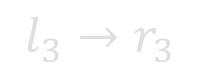 l₃ → r₃